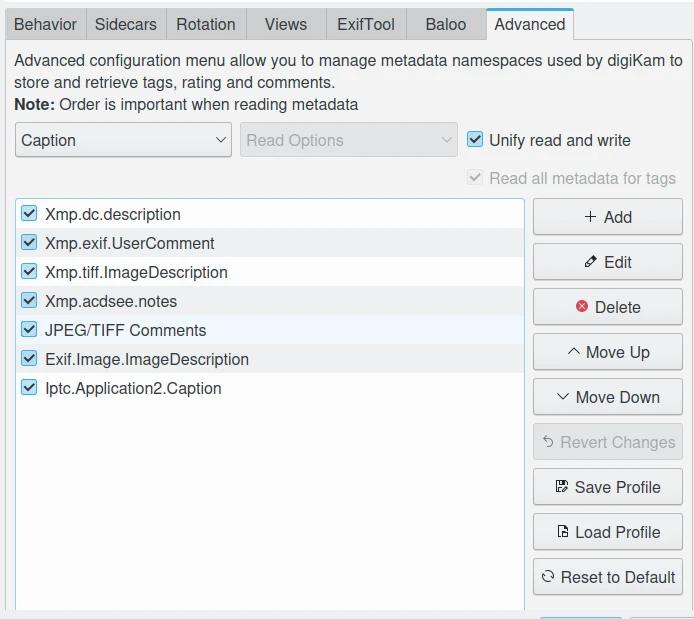 Behavior Sidecars Rotation Views ExifTool Baloo Advanced
Advanced configuration menu allow you to manage metadata namespaces used by digiKam to
store and retrieve tags, rating and comments.
Note: Order is important when reading metadata
Caption Read Options Unify read and write
Read all metadata for tags
Xmp.dc.description
Xmp.exif.UserComment
Xmp.tiff.ImageDescription
Xmp.acdsee.notes
JPEG/TIFF Comments
Exif.Image.ImageDescription
Iptc.Application2.Caption
Add
Edit
Delete
Move Up
Move Down
Revert Changes
Save Profile
Load Profile
Reset to Default